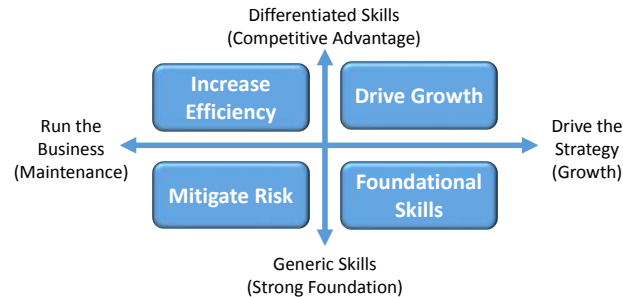 Differentiated Skills
(Competitive Advantage)
Increase
Efficiency
Drive Growth
Run the
Business
(Maintenance)
Drive the
Strategy
(Growth)
Mitigate Risk
Foundational
Skills
Generic Skills
(Strong Foundation)